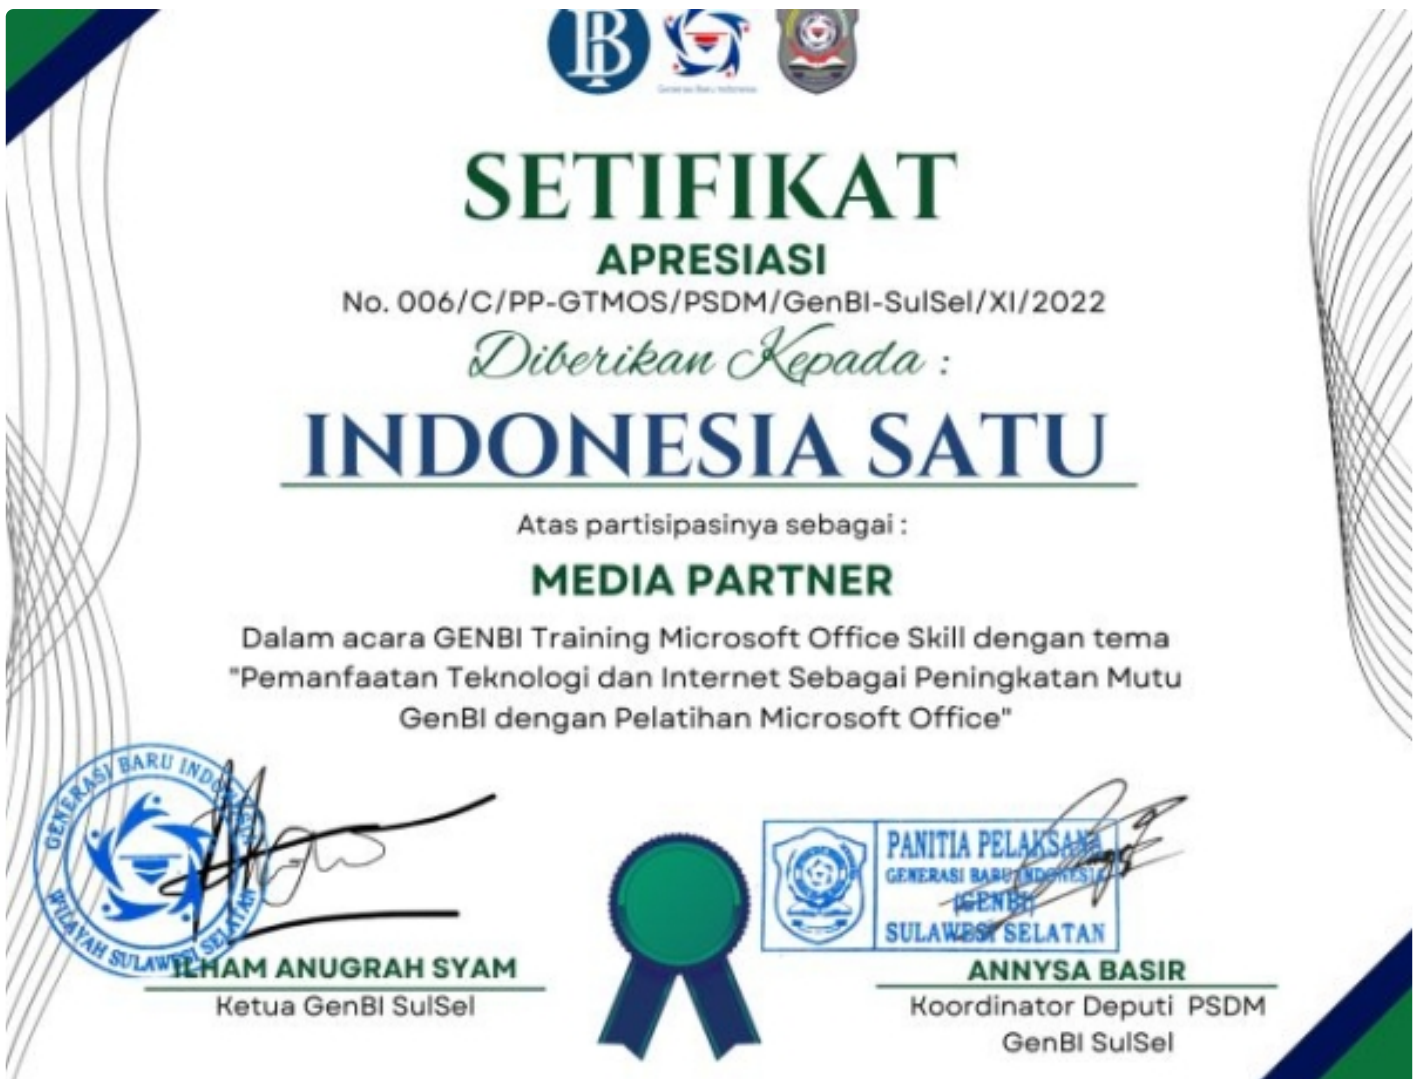 Generasi Baru Indonesia
SETIFIKAT
APRESIASI
No. 006/C/PP-GTMOS/PSDM/GenBI-SulSel/XI/2022
Diberikan Kepada :
INDONESIA SATU
Atas partisipasinya sebagai :
MEDIA PARTNER
Dalam acara GENBI Training Microsoft Office Skill dengan tema
"Pemanfaatan Teknologi dan Internet Sebagai Peningkatan Mutu
GenBI dengan Pelatihan Microsoft Office"
GENERASI BARU INDONESIA
WILAYAH SULAWESI SELATAN
ILHAM ANUGRAH SYAM
Ketua GenBI SulSel
PANITIA PELAKSANA
GENERASI BARU INDONESIA
(GENBI)
SULAWESI SELATAN
ANNYSA BASIR
Koordinator Deputi PSDM
GenBI SulSel